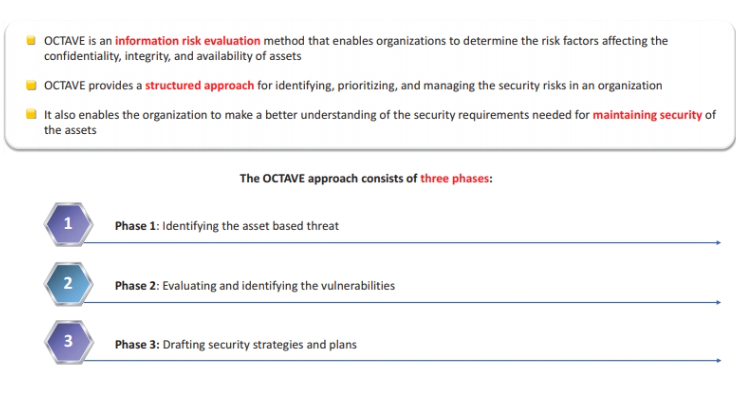 OCTAVE is an information risk evaluation method that enables organizations to determine the risk factors affecting the
confidentiality, integrity, and availability of assets
OCTAVE provides a structured approach for identifying, prioritizing, and managing the security risks in an organization
It also enables the organization to make a better understanding of the security requirements needed for maintaining security of
the assets
The OCTAVE approach consists of three phases:
1
Phase 1: Identifying the asset based threat
2
Phase 2: Evaluating and identifying the vulnerabilities
3
Phase 3: Drafting security strategies and plans